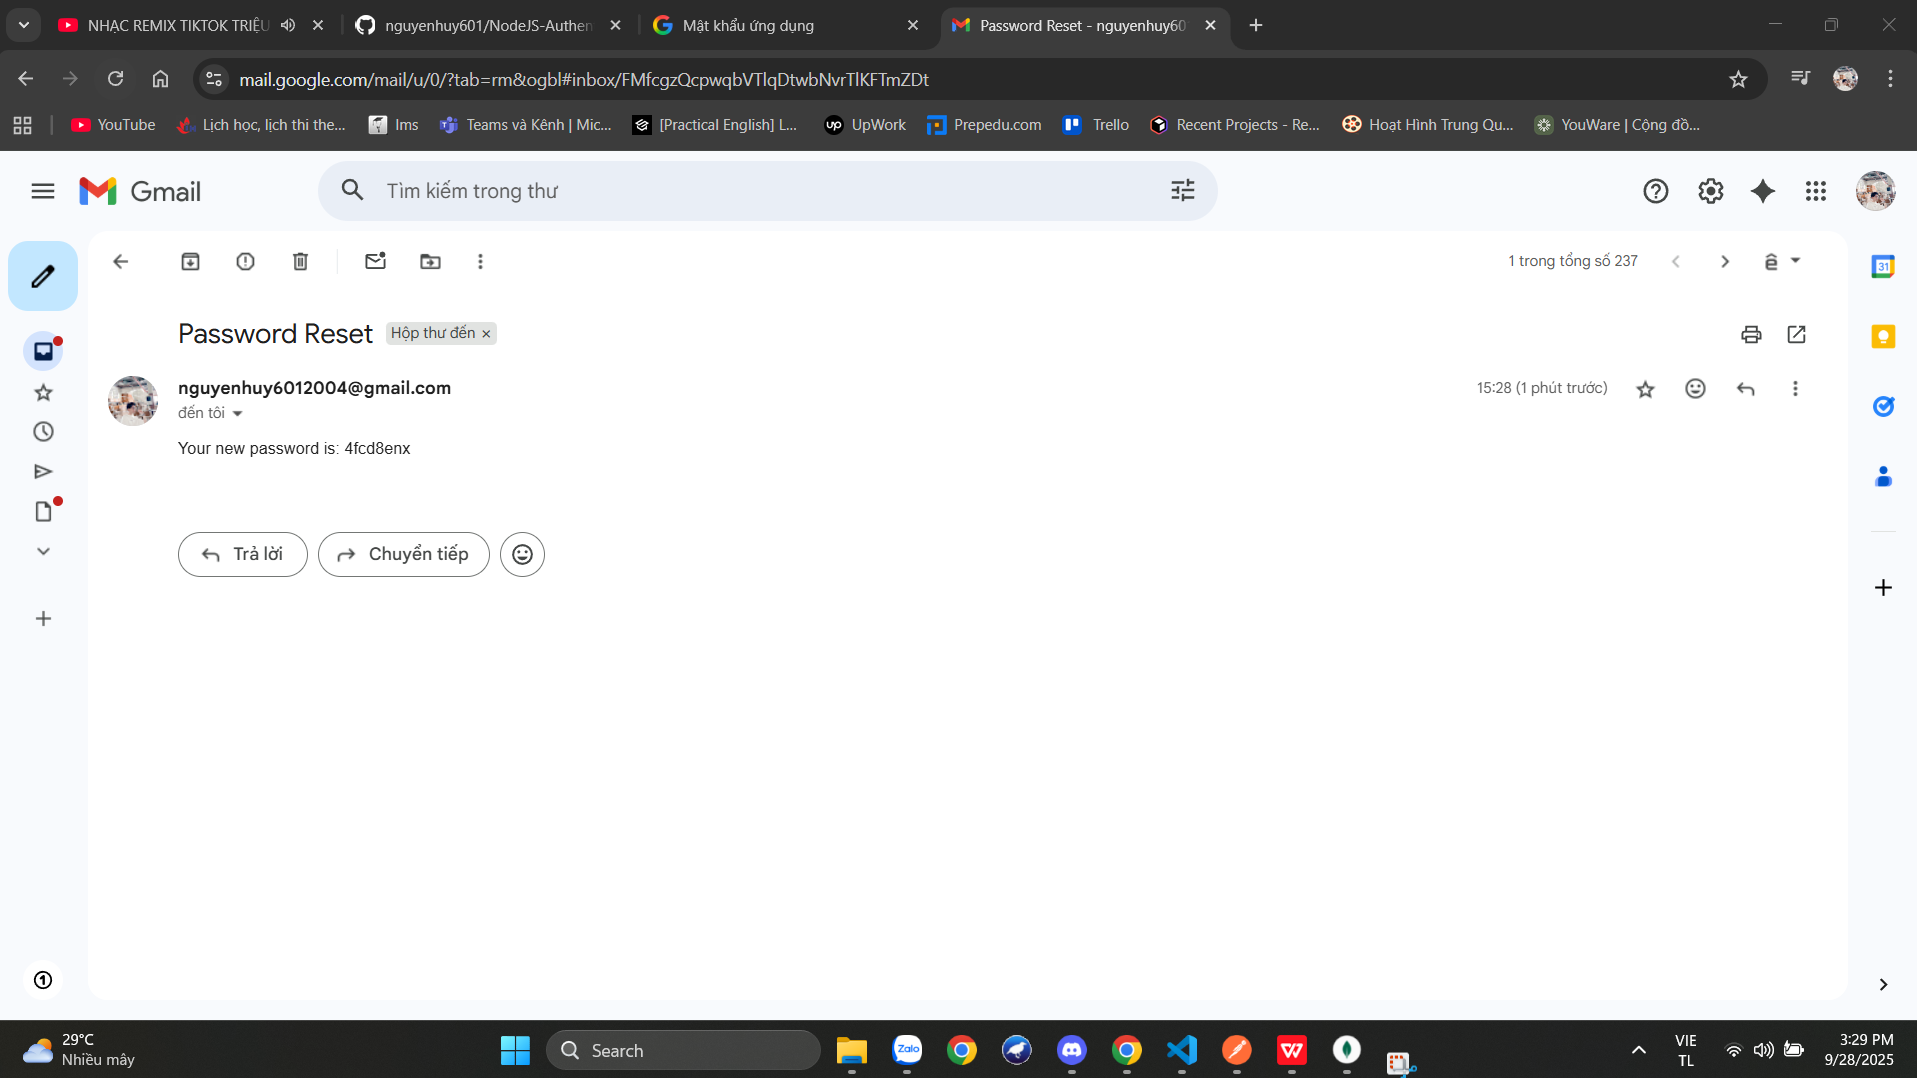 NHẠC REMIX TIKTOK TRIỆU
nguyenhuy601/NodeJS-Authen
Mật khẩu ứng dụng
Password Reset - nguyenhuy60
mail.google.com/mail/u/0/?tab=rm&ogbl#inbox/FMfcgzQcpwqbVTlqDtwbNvrTlKFTmZDt
YouTube
Lịch học, lịch thi the...
lms
Teams và Kênh | Mic...
[Practical English] L...
up UpWork
Prepedu.com
Trello
Recent Projects - Re...
Hoạt Hình Trung Qu...
YouWare | Cộng đồ...
Gmail
Tìm kiếm trong thư
1 trong tổng số 237
ê
31
Password Reset
Hộp thư đến ×
nguyenhuy6012004@gmail.com
15:28 (1 phút trước)
đến tôi
Your new password is: 4fcd8enx
Trả lời
Chuyển tiếp
1
29°C
Nhiều mây
Search
Zalo
VIE
TL
3:29 PM
9/28/2025